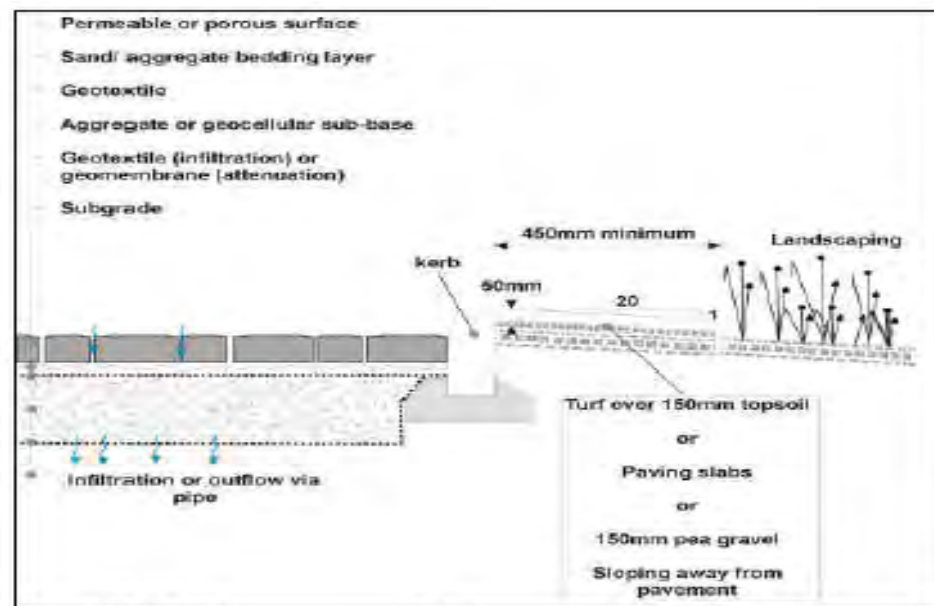 Permeable or porous surface
Sand/ aggregate bedding layer
Geotextile
Aggregate or geocellular sub-base
Geotextile (infiltration) or
geomembrane (attenuation)
Subgrade
450mm minimum
Landscaping
kerb
50mm
20
1
Turf over 150mm topsoil
or
Paving slabs
or
150mm pea gravel
Sloping away from
pavement
Infiltration or outflow via
pipe